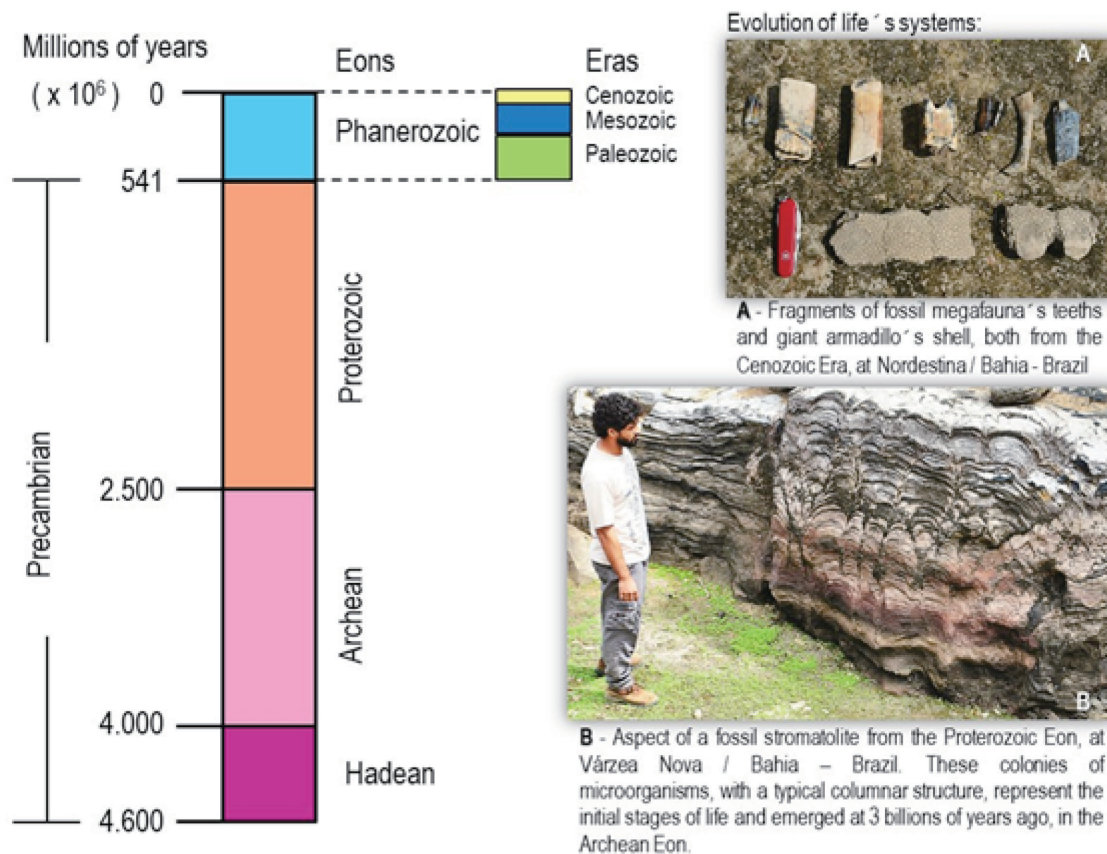 Millions of years
( x 10⁶ )
0
541
2.500
4.000
4.600
Precambrian
Eons
Phanerozoic
Proterozoic
Archean
Hadean
Eras
Cenozoic
Mesozoic
Paleozoic
Evolution of life ´ s systems:
A
A - Fragments of fossil megafauna´s teeths
and giant armadillo´s shell, both from the
Cenozoic Era, at Nordestina / Bahia - Brazil
B
B - Aspect of a fossil stromatolite from the Proterozoic Eon, at
Várzea Nova / Bahia – Brazil. These colonies of
microorganisms, with a typical columnar structure, represent the
initial stages of life and emerged at 3 billions of years ago, in the
Archean Eon.